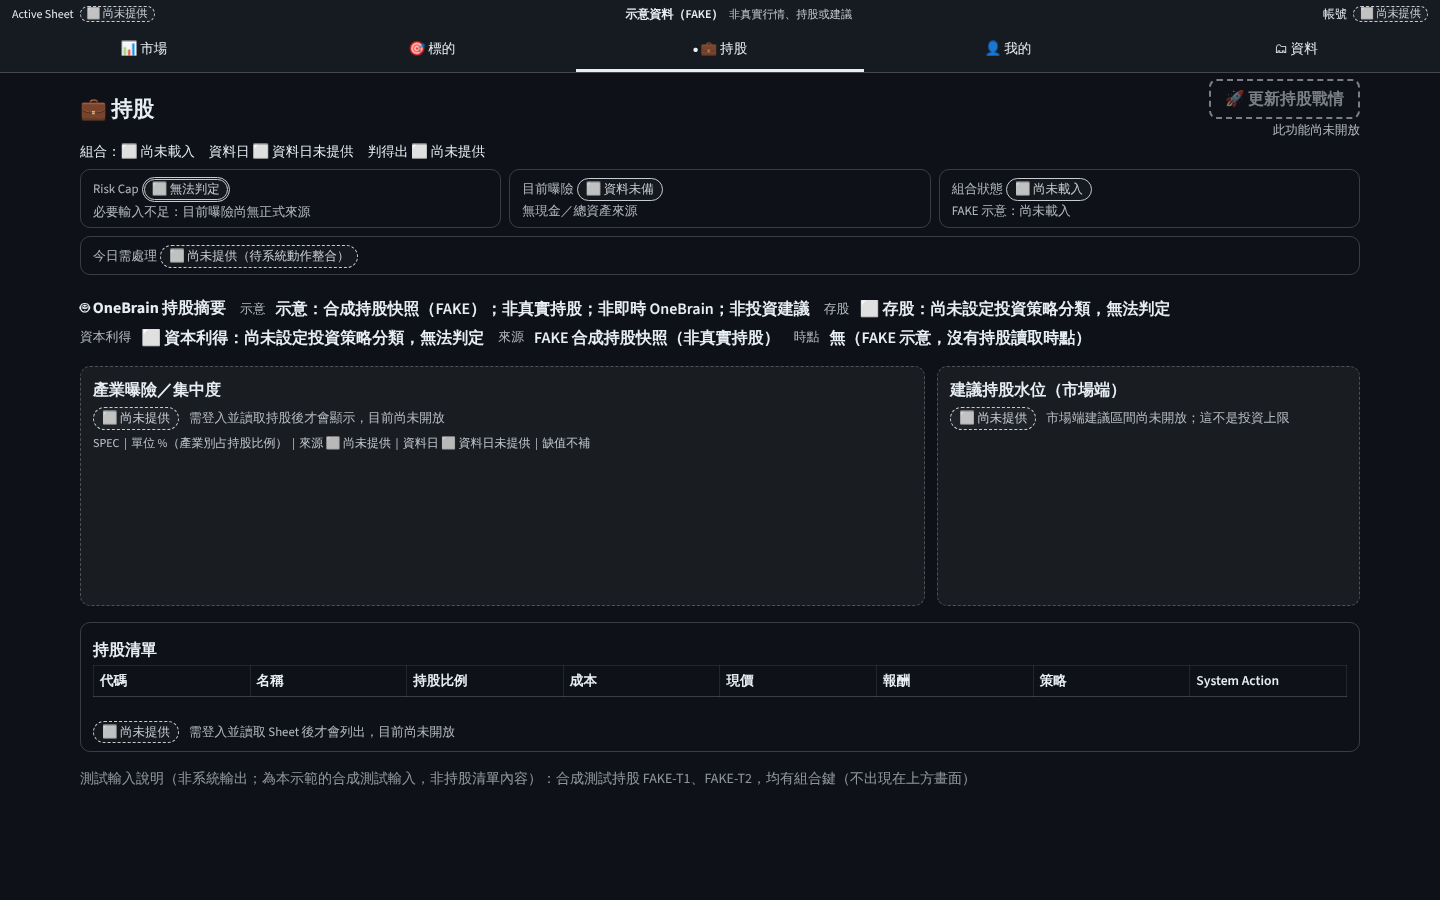 Active Sheet ⬜ 尚未提供 示意資料（FAKE） 非真實行情、持股或建議 帳號 ⬜ 尚未提供
📊 市場 🎯 標的 • 💼 持股 👤 我的 🗂 資料
💼 持股 🚀 更新持股戰情
此功能尚未開放
組合：⬜ 尚未載入 資料日 ⬜ 資料日未提供 判得出 ⬜ 尚未提供
Risk Cap ⬜ 無法判定 目前曝險 ⬜ 資料未備 組合狀態 ⬜ 尚未載入
必要輸入不足：目前曝險尚無正式來源 無現金／總資產來源 FAKE 示意：尚未載入
今日需處理 ⬜ 尚未提供（待系統動作整合）
OneBrain 持股摘要 示意 示意：合成持股快照（FAKE）；非真實持股；非即時 OneBrain；非投資建議 存股 ⬜ 存股：尚未設定投資策略分類，無法判定
資本利得 ⬜ 資本利得：尚未設定投資策略分類，無法判定 來源 FAKE 合成持股快照（非真實持股） 時點 無（FAKE 示意，沒有持股讀取時點）
產業曝險／集中度 建議持股水位（市場端）
⬜ 尚未提供 需登入並讀取持股後才會顯示，目前尚未開放 ⬜ 尚未提供 市場端建議區間尚未開放；這不是投資上限
SPEC｜單位 %（產業別占持股比例）｜來源 ⬜ 尚未提供｜資料日 ⬜ 資料日未提供｜缺值不補
持股清單
代碼 名稱 持股比例 成本 現價 報酬 策略 System Action
⬜ 尚未提供 需登入並讀取 Sheet 後才會列出，目前尚未開放
測試輸入說明（非系統輸出；為本示範的合成測試輸入，非持股清單內容）：合成測試持股 FAKE-T1、FAKE-T2，均有組合鍵（不出現在上方畫面）